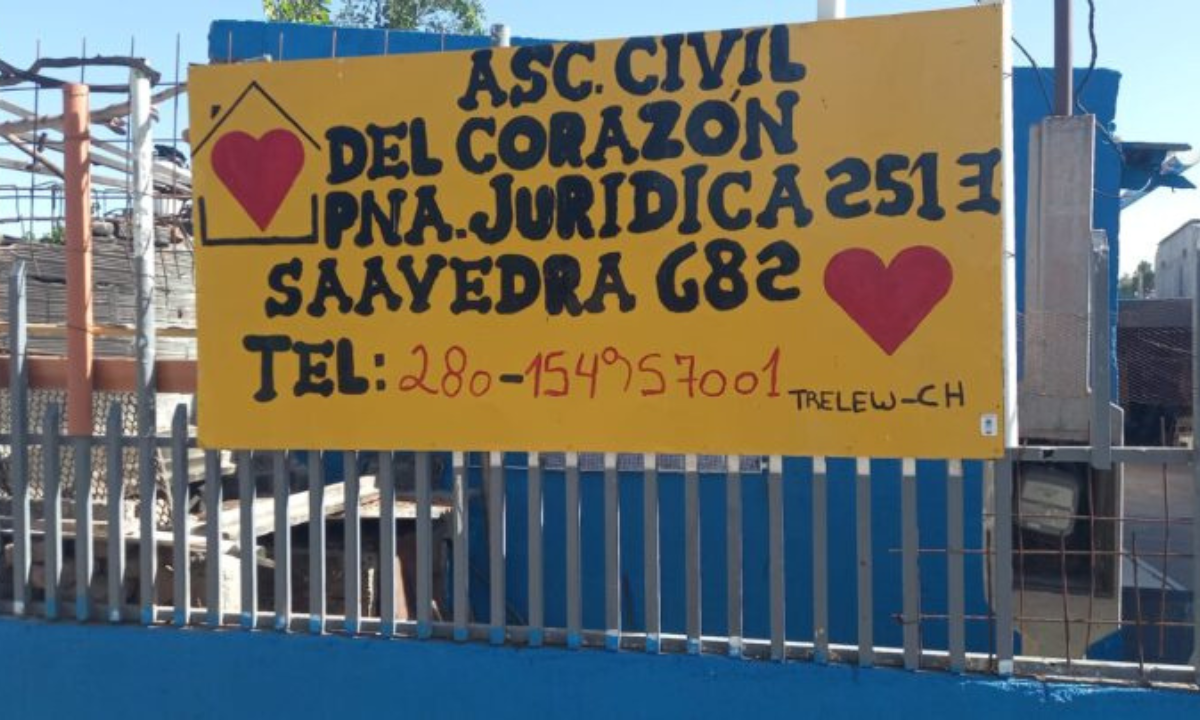 ASC. CIVIL
DEL CORAZÓN
PNA. JURIDICA 2513
SAAVEDRA 682
TEL: 280-154957001
TRELEW-CH